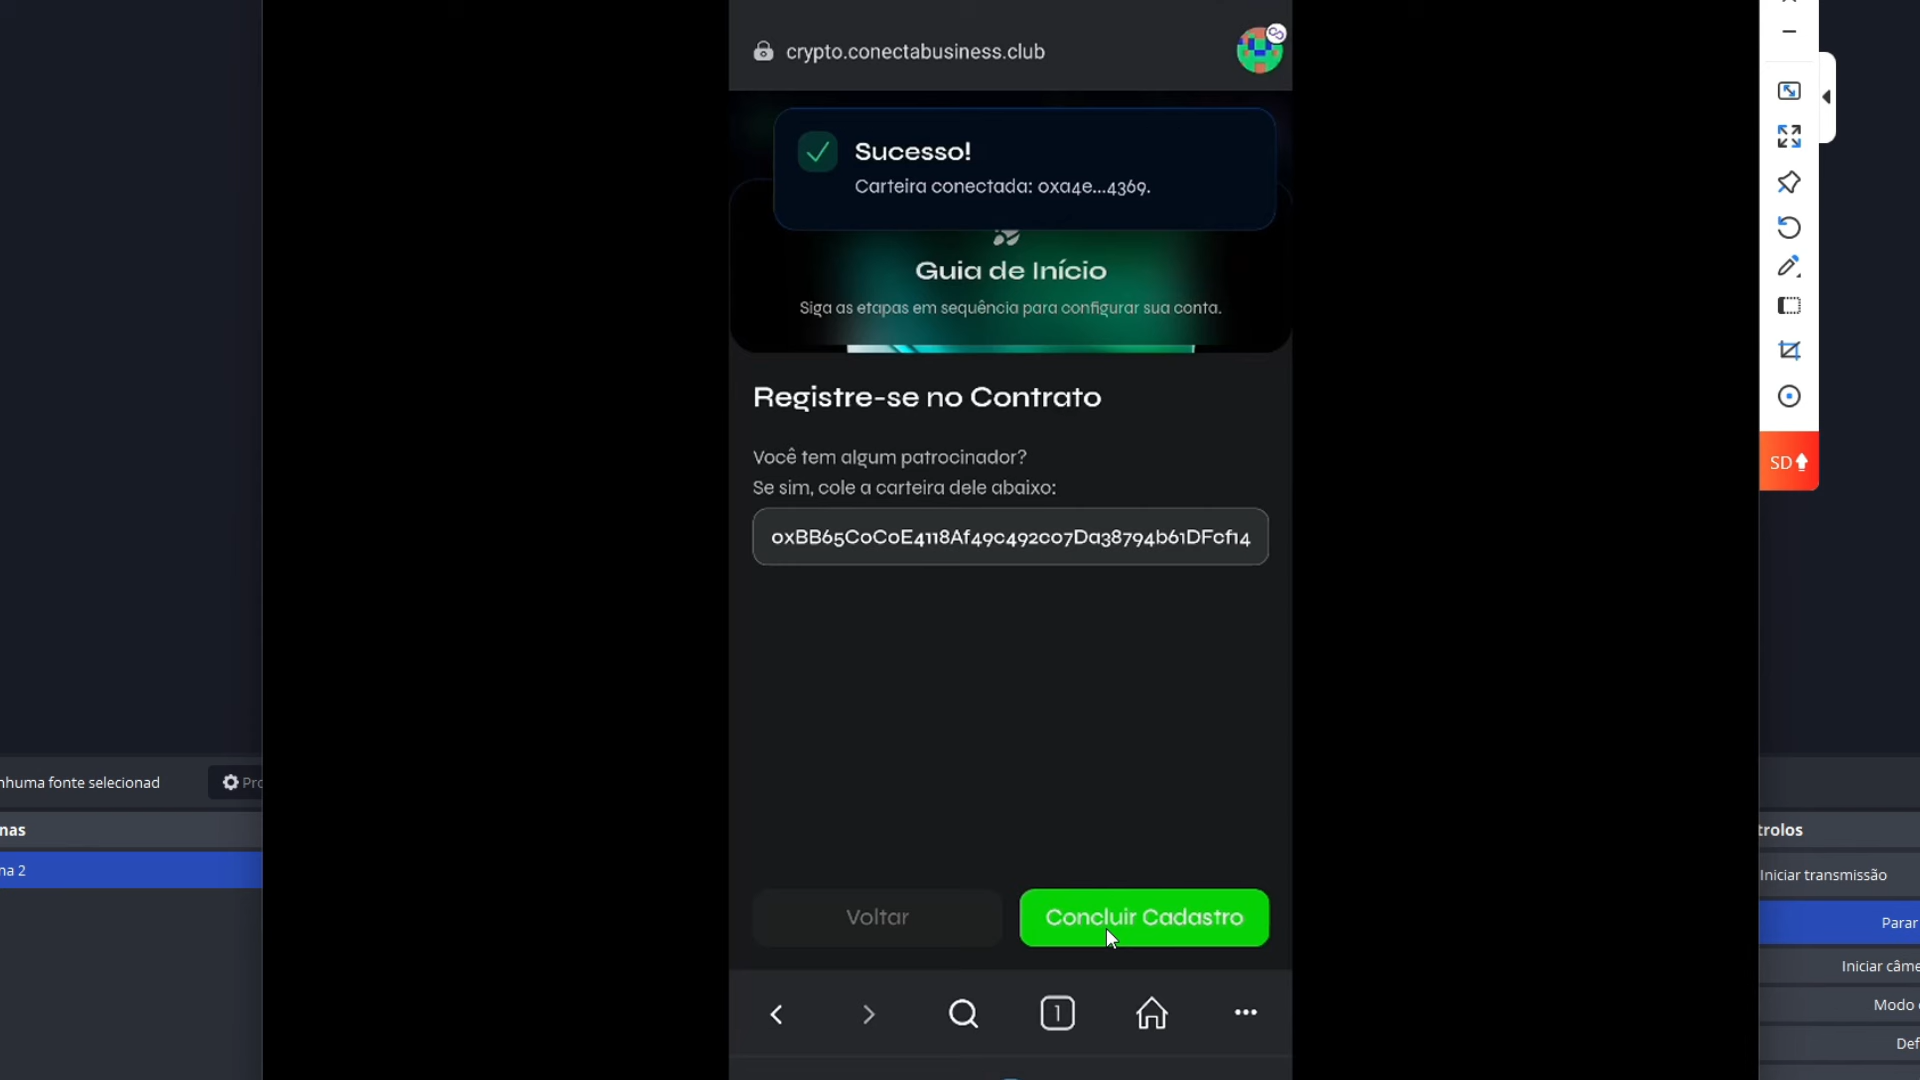 crypto.conectabusiness.club
Sucesso!
Carteira conectada: 0xa4e...4369.
Guia de Início
Siga as etapas em sequência para configurar sua conta.
Registre-se no Contrato
Você tem algum patrocinador?
Se sim, cole a carteira dele abaixo:
0xBB65C0C0E4118Af49c492c07Da38794b61DFcf14
Voltar
Concluir Cadastro
1
SD
nhuma fonte selecionad
Pro
nas
na 2
trolos
Iniciar transmissão
Parar
Iniciar câme
Modo
Def